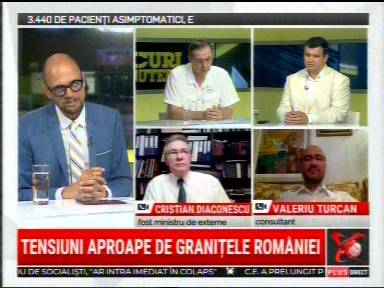 3.440 DE PACIENȚI ASIMPTOMATICI, E
CRISTIAN DIACONESCU
fost ministru de externe
VALERIU TURCAN
consultant
TENSIUNI APROAPE DE GRANIȚELE ROMÂNIEI
IU DE SOCIALIȘTI, "AR INTRA IMEDIAT ÎN COLAPS"
C.E. A PRELUNGIT P
PLUS DIRECT